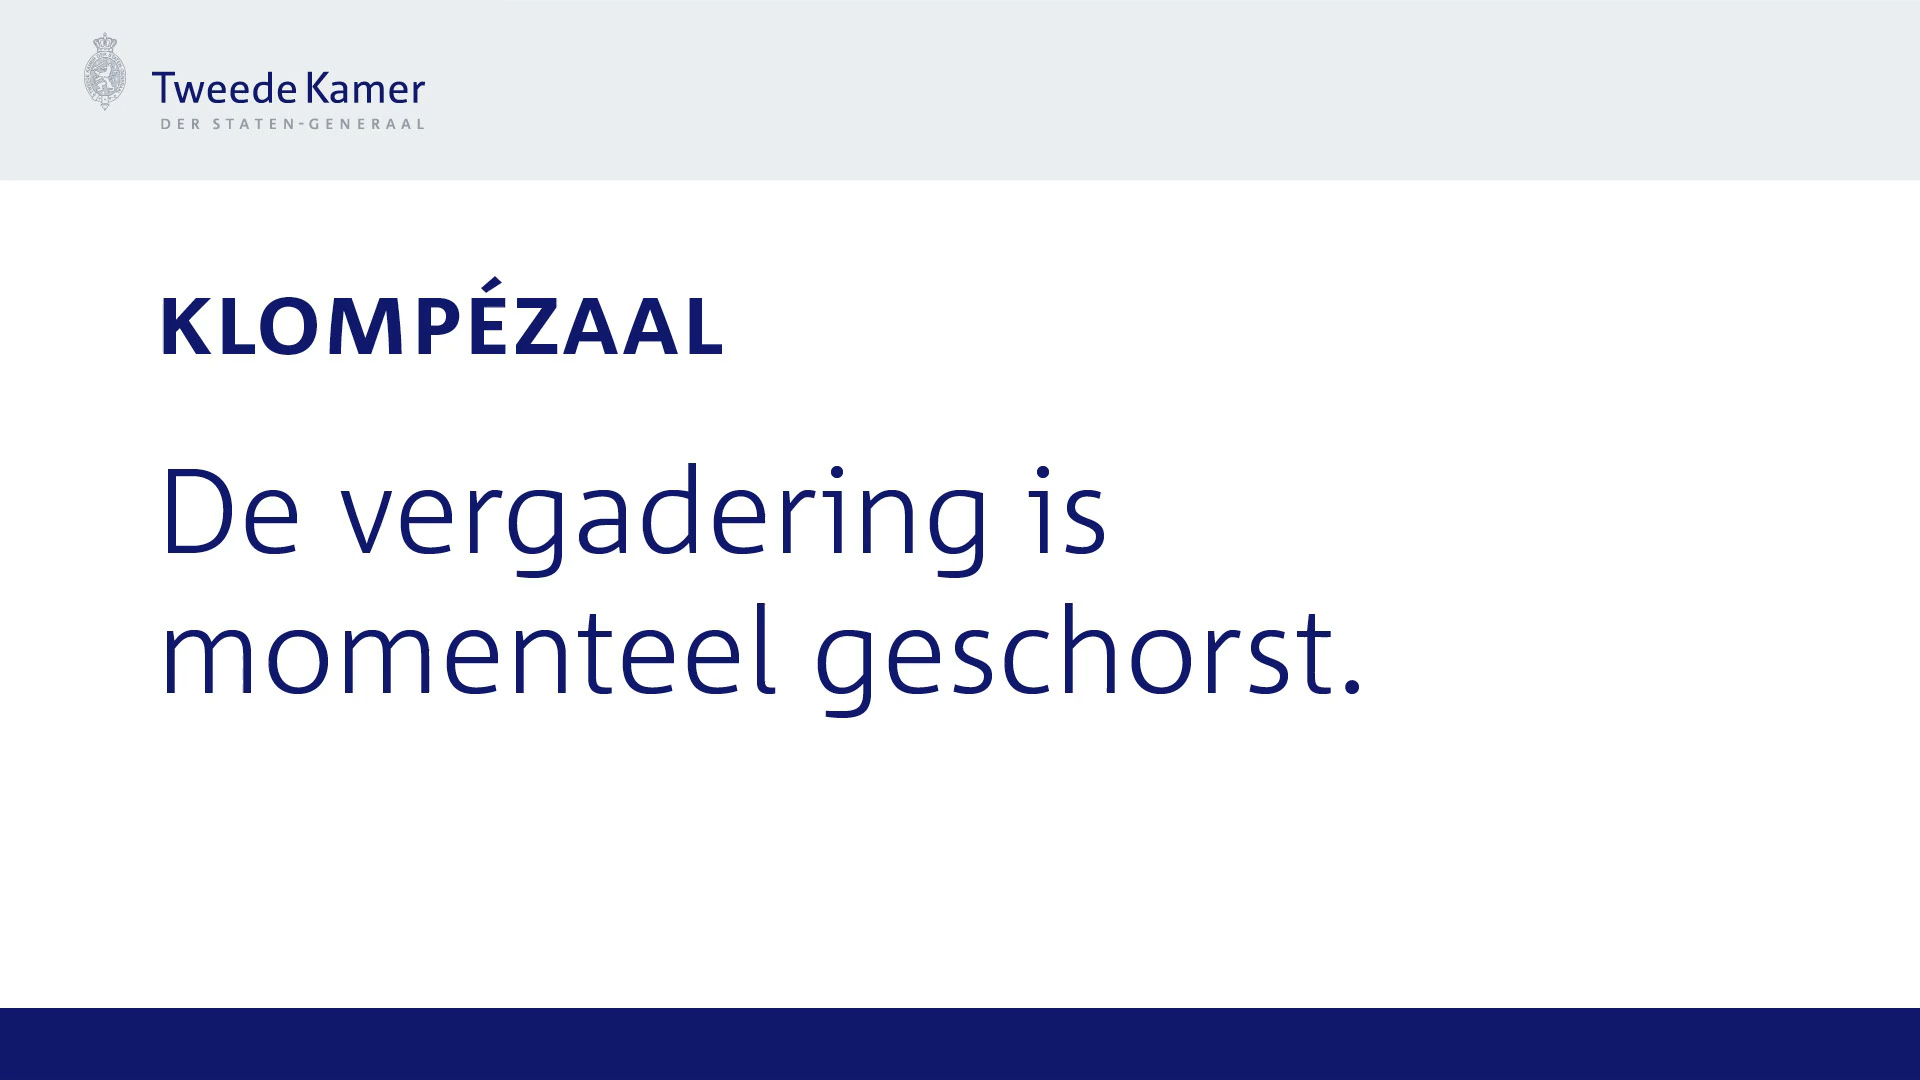 Tweede Kamer
DER STATEN-GENERAAL
KLOMPÉZAAL
De vergadering is
momenteel geschorst.